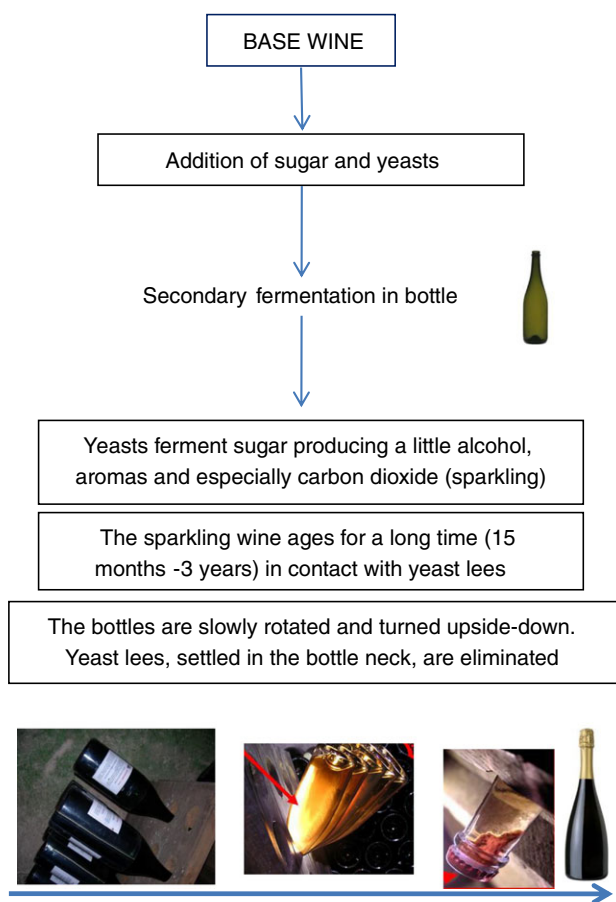 BASE WINE
Addition of sugar and yeasts
Secondary fermentation in bottle
Yeasts ferment sugar producing a little alcohol,
aromas and especially carbon dioxide (sparkling)
The sparkling wine ages for a long time (15
months -3 years) in contact with yeast lees
The bottles are slowly rotated and turned upside-down.
Yeast lees, settled in the bottle neck, are eliminated